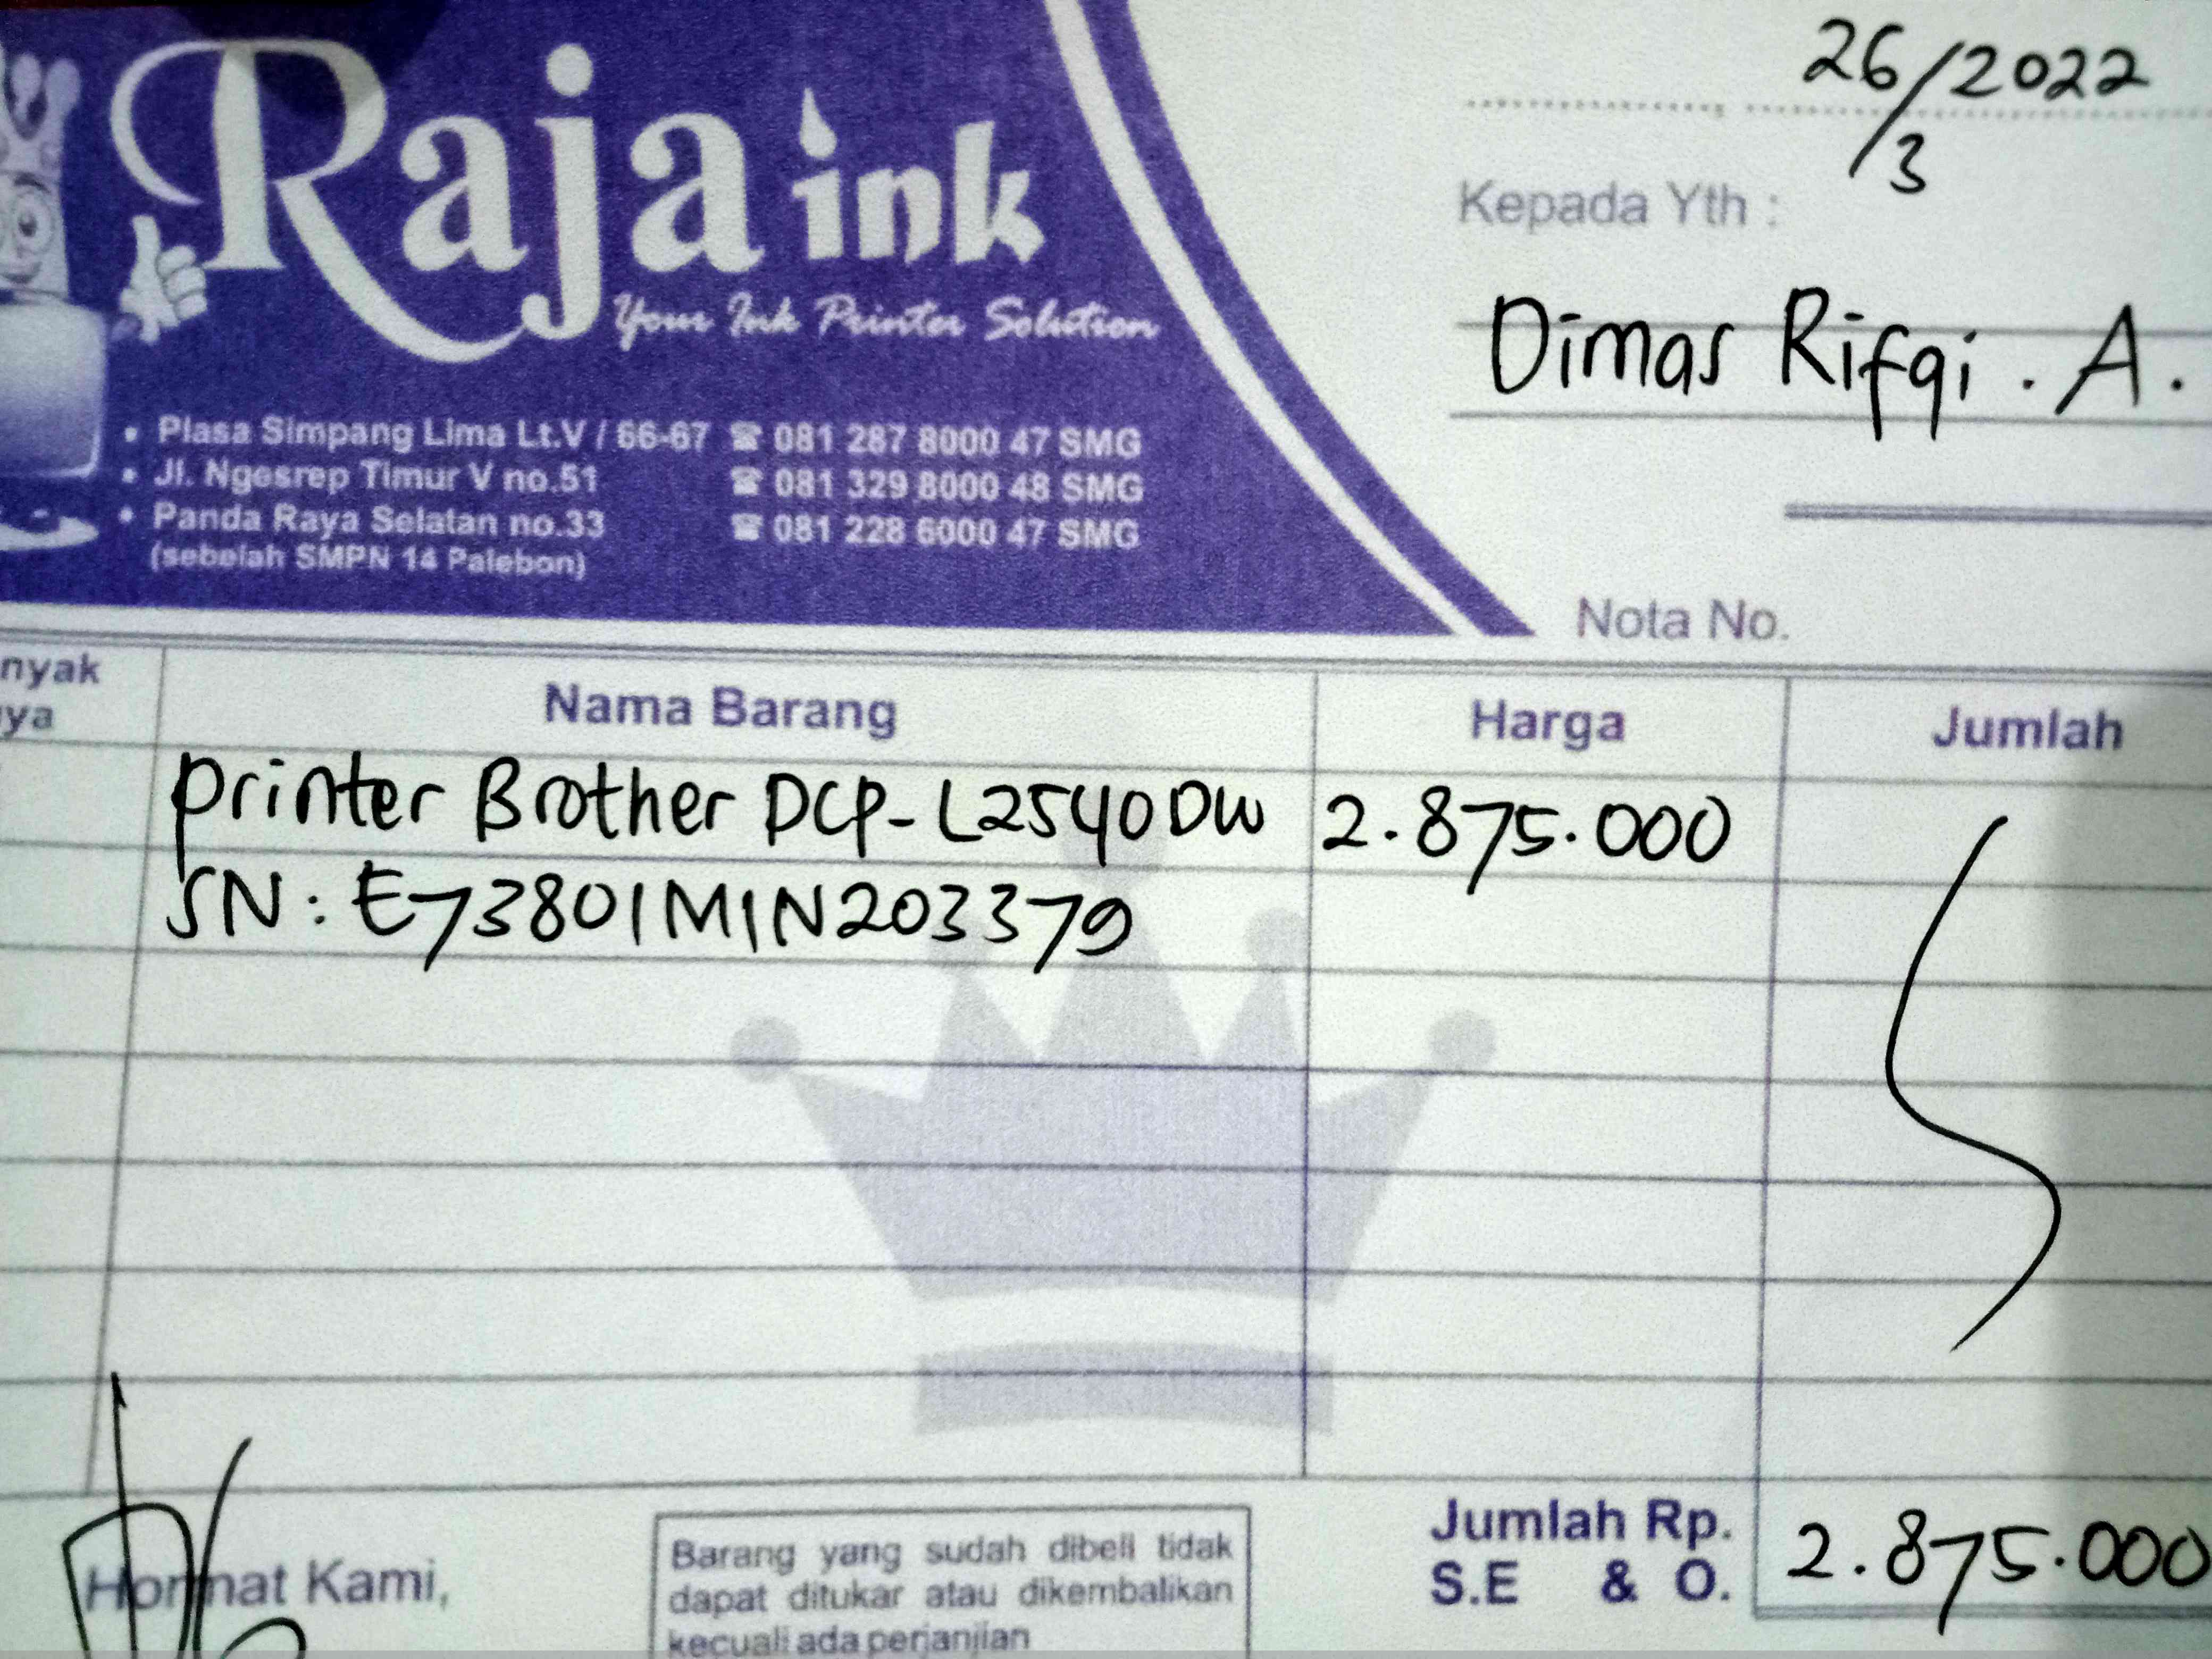 Raja ink
Your Ink Printer Solution
• Plasa Simpang Lima Lt.V / 66-67 ☎ 081 287 8000 47 SMG
• Jl. Ngesrep Timur V no.51 ☎ 081 329 8000 48 SMG
• Panda Raya Selatan no.33 ☎ 081 228 6000 47 SMG
(sebelah SMPN 14 Palebon)
26/3/2022
Kepada Yth :
Dimas Rifqi . A .
Nota No.
nyak
ya
Nama Barang Harga Jumlah
Printer Brother DCP-L2540DW 2.875.000
SN : E73801M1N203379
Hormat Kami,
Barang yang sudah dibeli tidak
dapat ditukar atau dikembalikan
kecuali ada perjanjian
Jumlah Rp. 2.875.000
S.E & O.